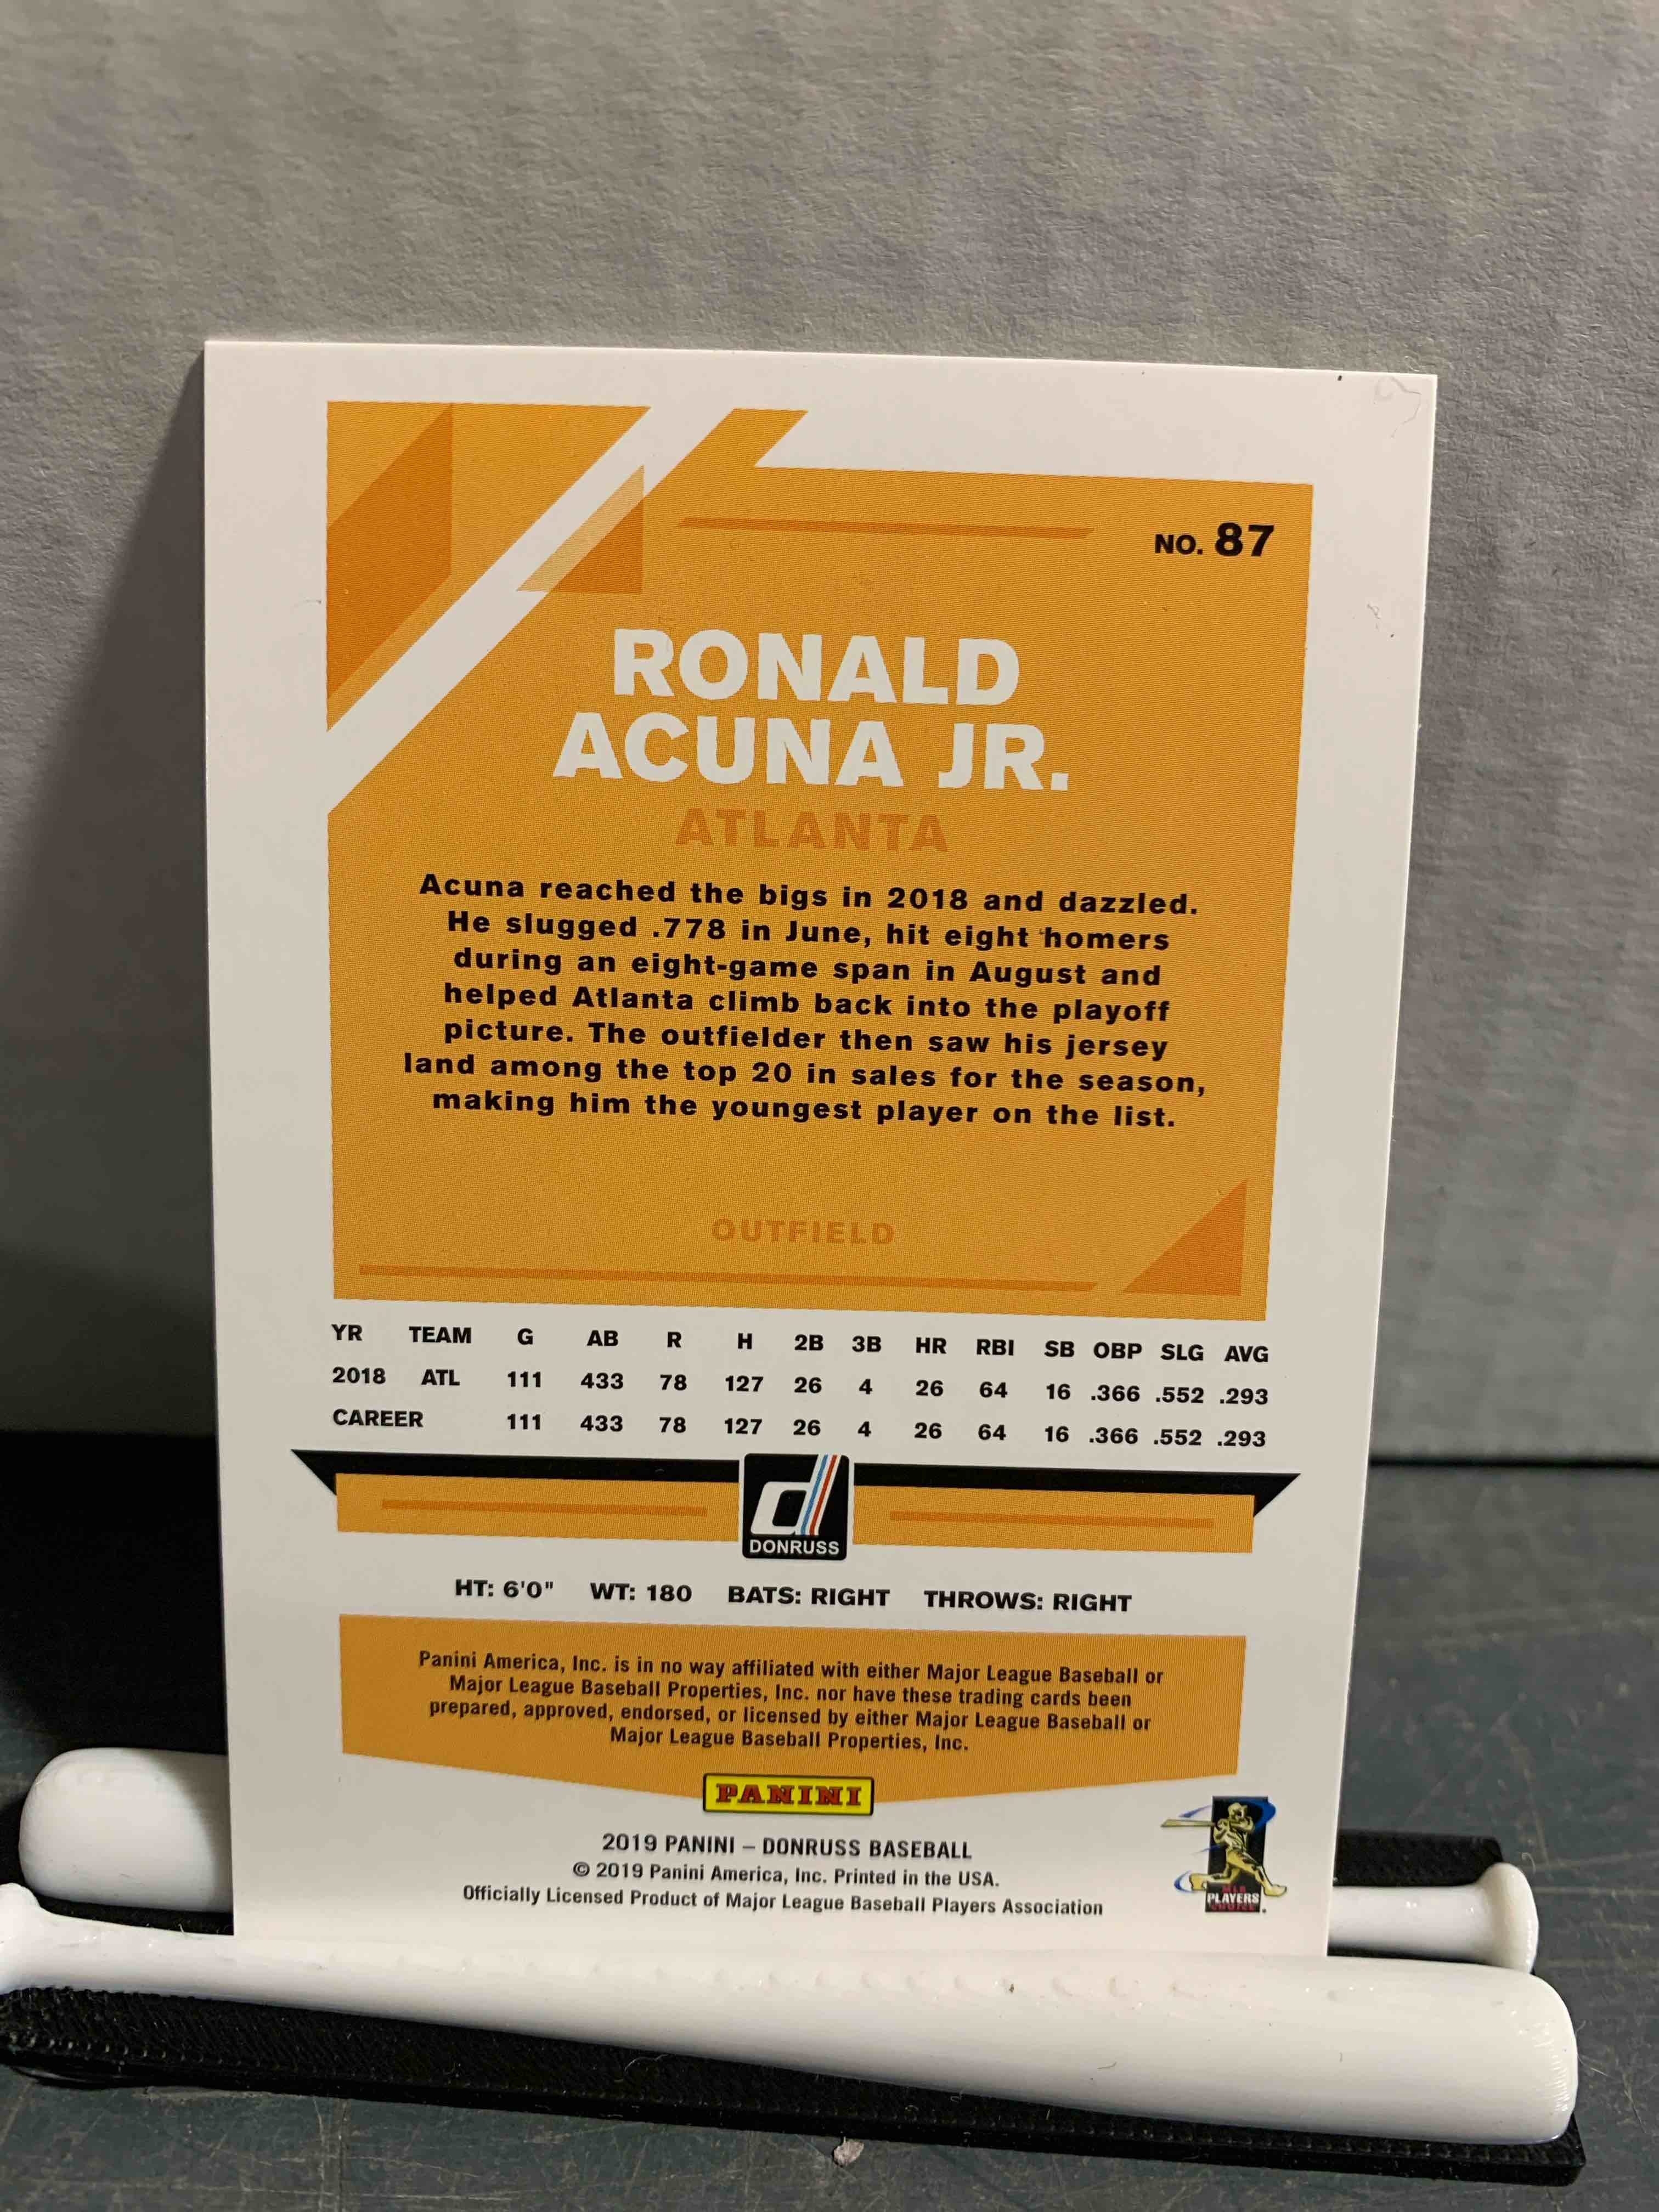 NO. 87
RONALD
ACUNA JR.
ATLANTA
Acuna reached the bigs in 2018 and dazzled.
He slugged .778 in June, hit eight homers
during an eight-game span in August and
helped Atlanta climb back into the playoff
picture. The outfielder then saw his jersey
land among the top 20 in sales for the season,
making him the youngest player on the list.
OUTFIELD
YR TEAM G AB R H 2B 3B HR RBI SB OBP SLG AVG
2018 ATL 111 433 78 127 26 4 26 64 16 .366 .552 .293
CAREER 111 433 78 127 26 4 26 64 16 .366 .552 .293
d
DONRUSS
HT: 6'0" WT: 180 BATS: RIGHT THROWS: RIGHT
Panini America, Inc. is in no way affiliated with either Major League Baseball or
Major League Baseball Properties, Inc. nor have these trading cards been
prepared, approved, endorsed, or licensed by either Major League Baseball or
Major League Baseball Properties, Inc.
PANINI
2019 PANINI – DONRUSS BASEBALL
© 2019 Panini America, Inc. Printed in the USA.
Officially Licensed Product of Major League Baseball Players Association
MLB
PLAYERS
CHOICE